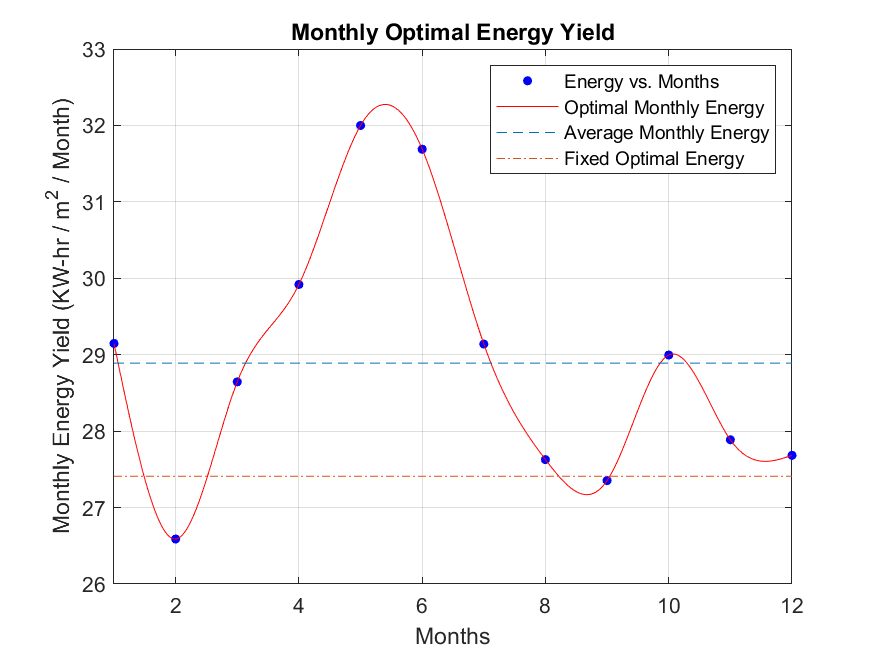 Monthly Optimal Energy Yield
Monthly Energy Yield (KW-hr / m² / Month)
33
32
31
30
29
28
27
26
Energy vs. Months
Optimal Monthly Energy
Average Monthly Energy
Fixed Optimal Energy
2 4 6 8 10 12
Months